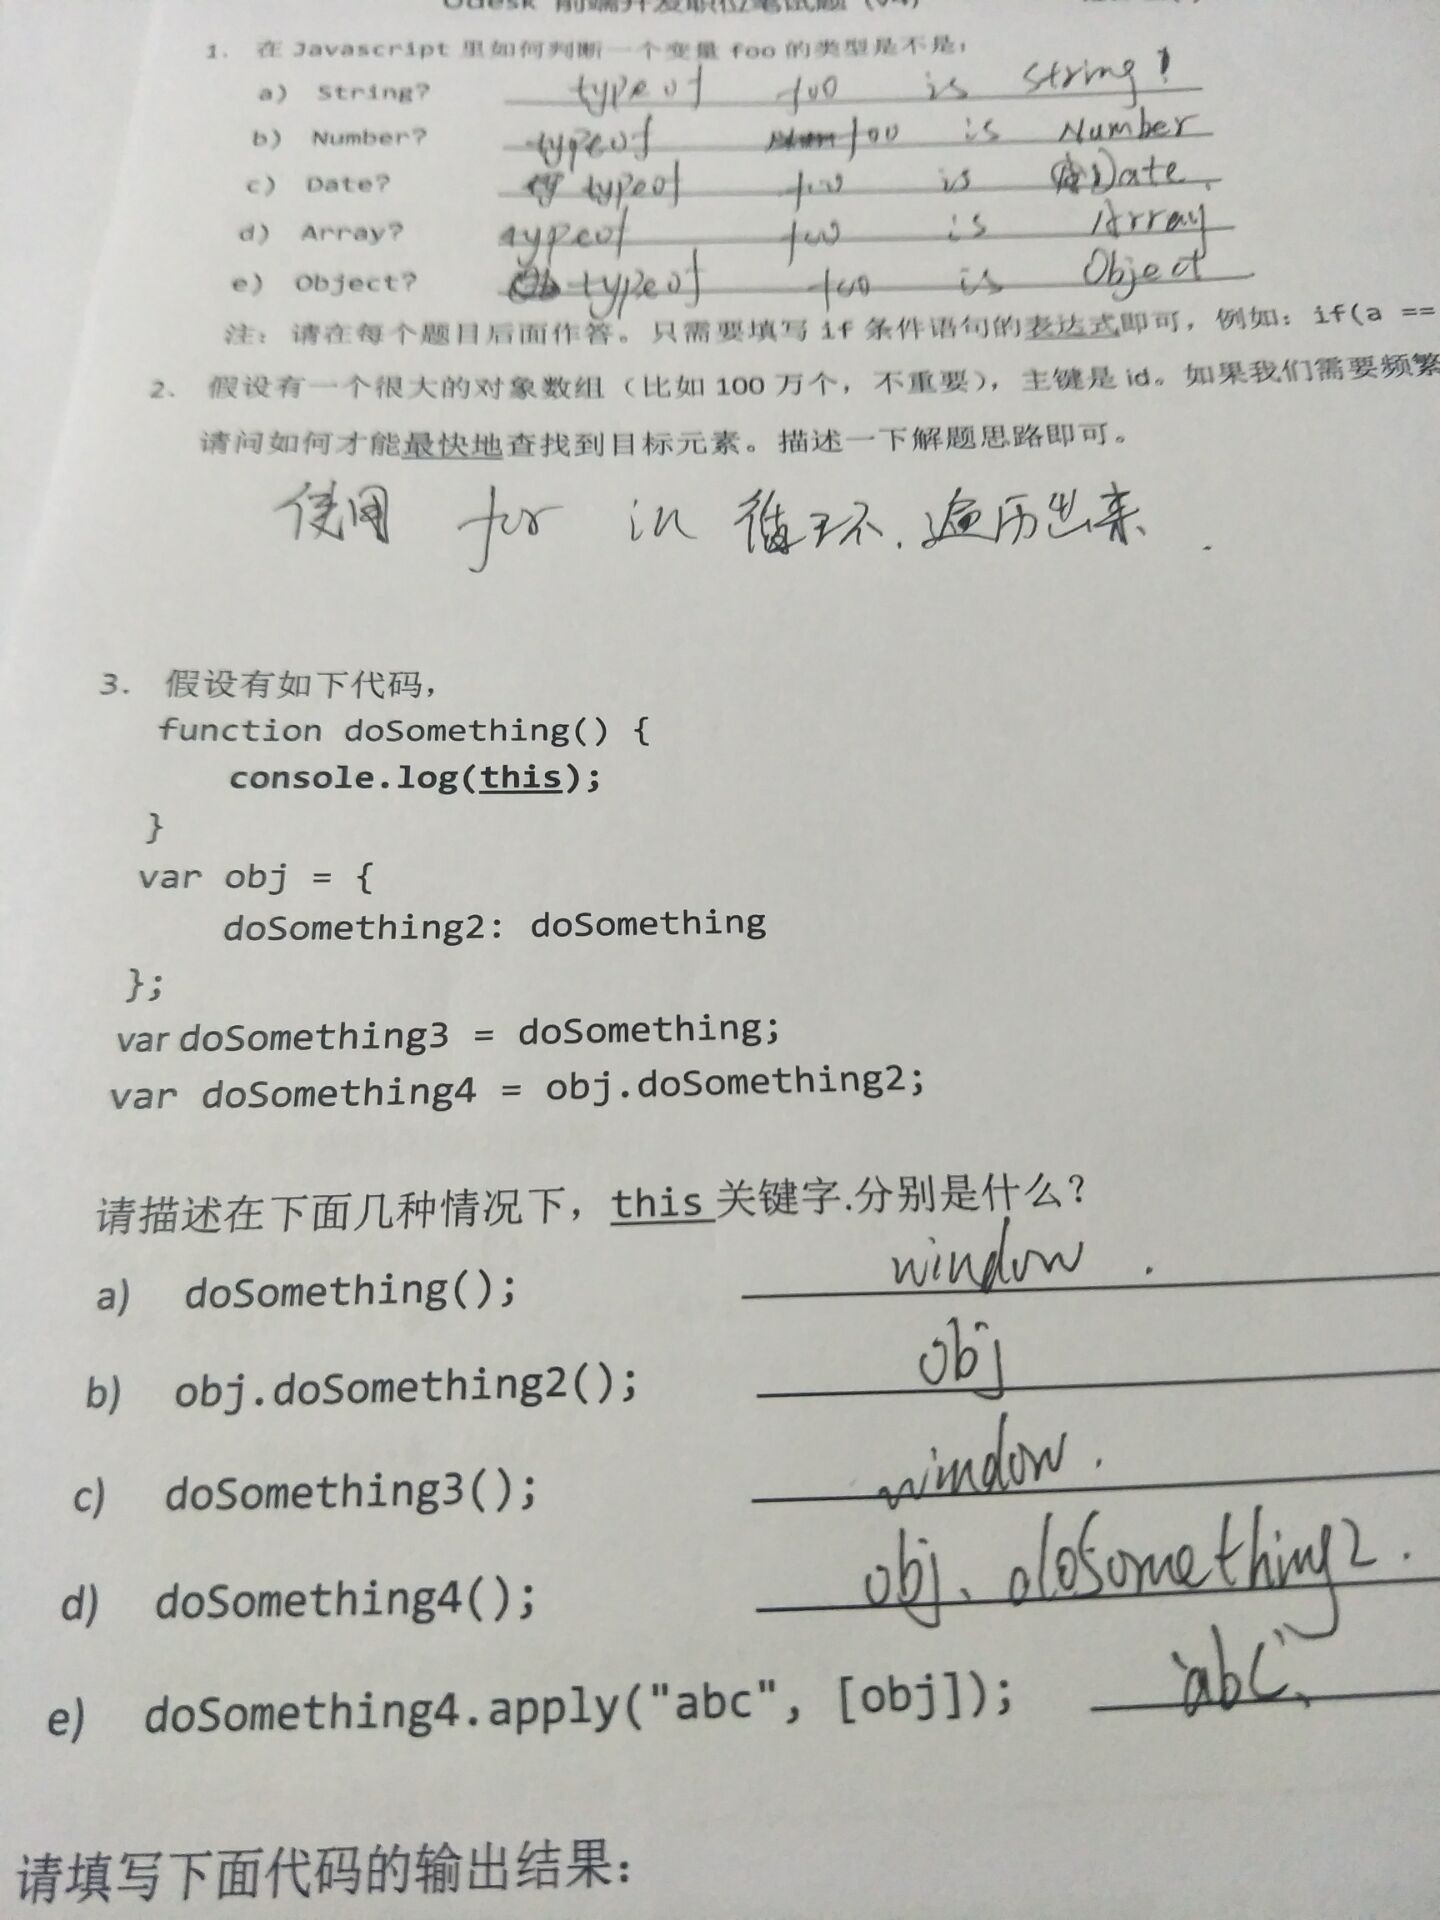 Udesk 前端开发职位笔试题 (V4)
1. 在 Javascript 里如何判断一个变量 foo 的类型是不是:
a) String? typeof foo is string!
b) Number? typeof foo is Number
c) Date? typeof foo is Date.
d) Array? typeof foo is Array
e) Object? typeof foo is Object
注: 请在每个题目后面作答。只需要填写 if 条件语句的表达式即可, 例如: if(a ==
2. 假设有一个很大的对象数组 (比如 100 万个, 不重要), 主键是 id。如果我们需要频繁
请问如何才能最快地查找到目标元素。描述一下解题思路即可。
使用 for in 循环. 遍历出来.
3. 假设有如下代码,
function doSomething() {
console.log(this);
}
var obj = {
doSomething2: doSomething
};
var doSomething3 = doSomething;
var doSomething4 = obj.doSomething2;
请描述在下面几种情况下, this 关键字.分别是什么?
a) doSomething(); window .
b) obj.doSomething2(); obj
c) doSomething3(); window .
d) doSomething4(); obj. doSomething2 .
e) doSomething4.apply("abc", [obj]); "abc".
请填写下面代码的输出结果: